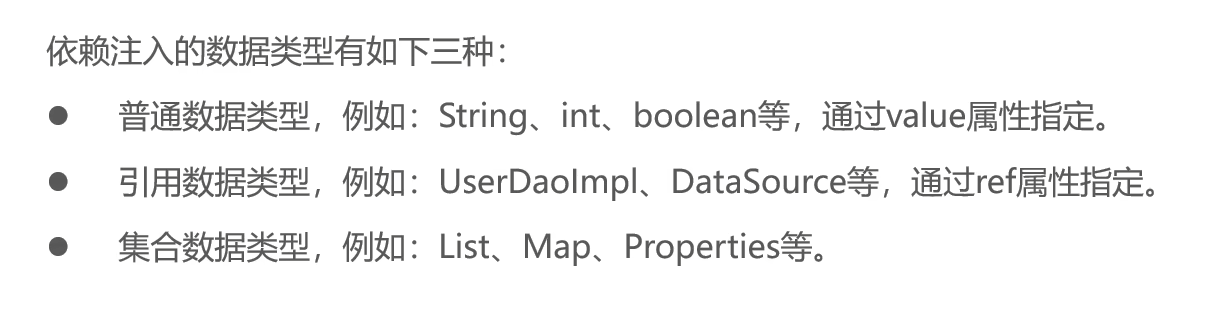 依赖注入的数据类型有如下三种：
● 普通数据类型，例如：String、int、boolean等，通过value属性指定。
● 引用数据类型，例如：UserDaoImpl、DataSource等，通过ref属性指定。
● 集合数据类型，例如：List、Map、Properties等。